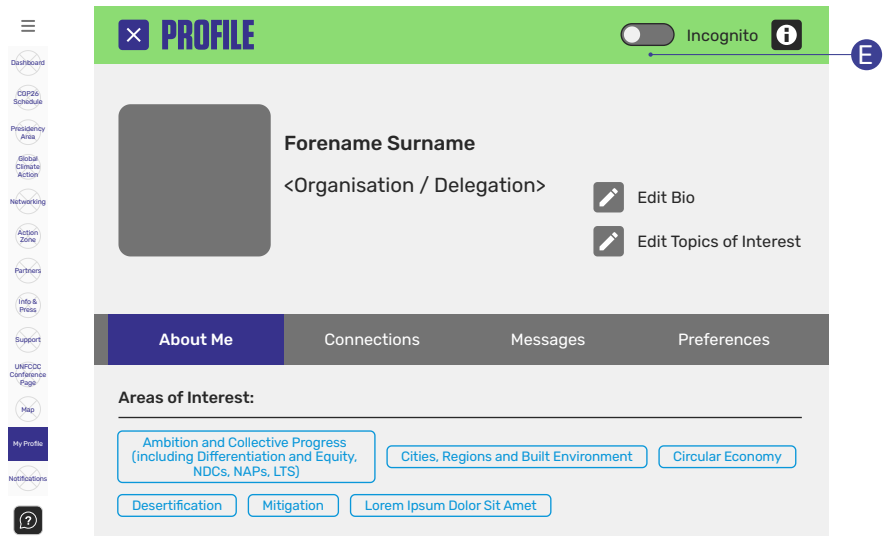 Dashboard
COP26
Schedule
Presidency
Area
Global
Climate
Action
Networking
Action
Zone
Partners
Info &
Press
Support
UNFCCC
Conference
Page
Map
My Profile
Notifications
PROFILE
Incognito
E
Forename Surname
<Organisation / Delegation>
Edit Bio
Edit Topics of Interest
About Me Connections Messages Preferences
Areas of Interest:
Ambition and Collective Progress
(including Differentiation and Equity,
NDCs, NAPs, LTS)
Cities, Regions and Built Environment
Circular Economy
Desertification Mitigation Lorem Ipsum Dolor Sit Amet